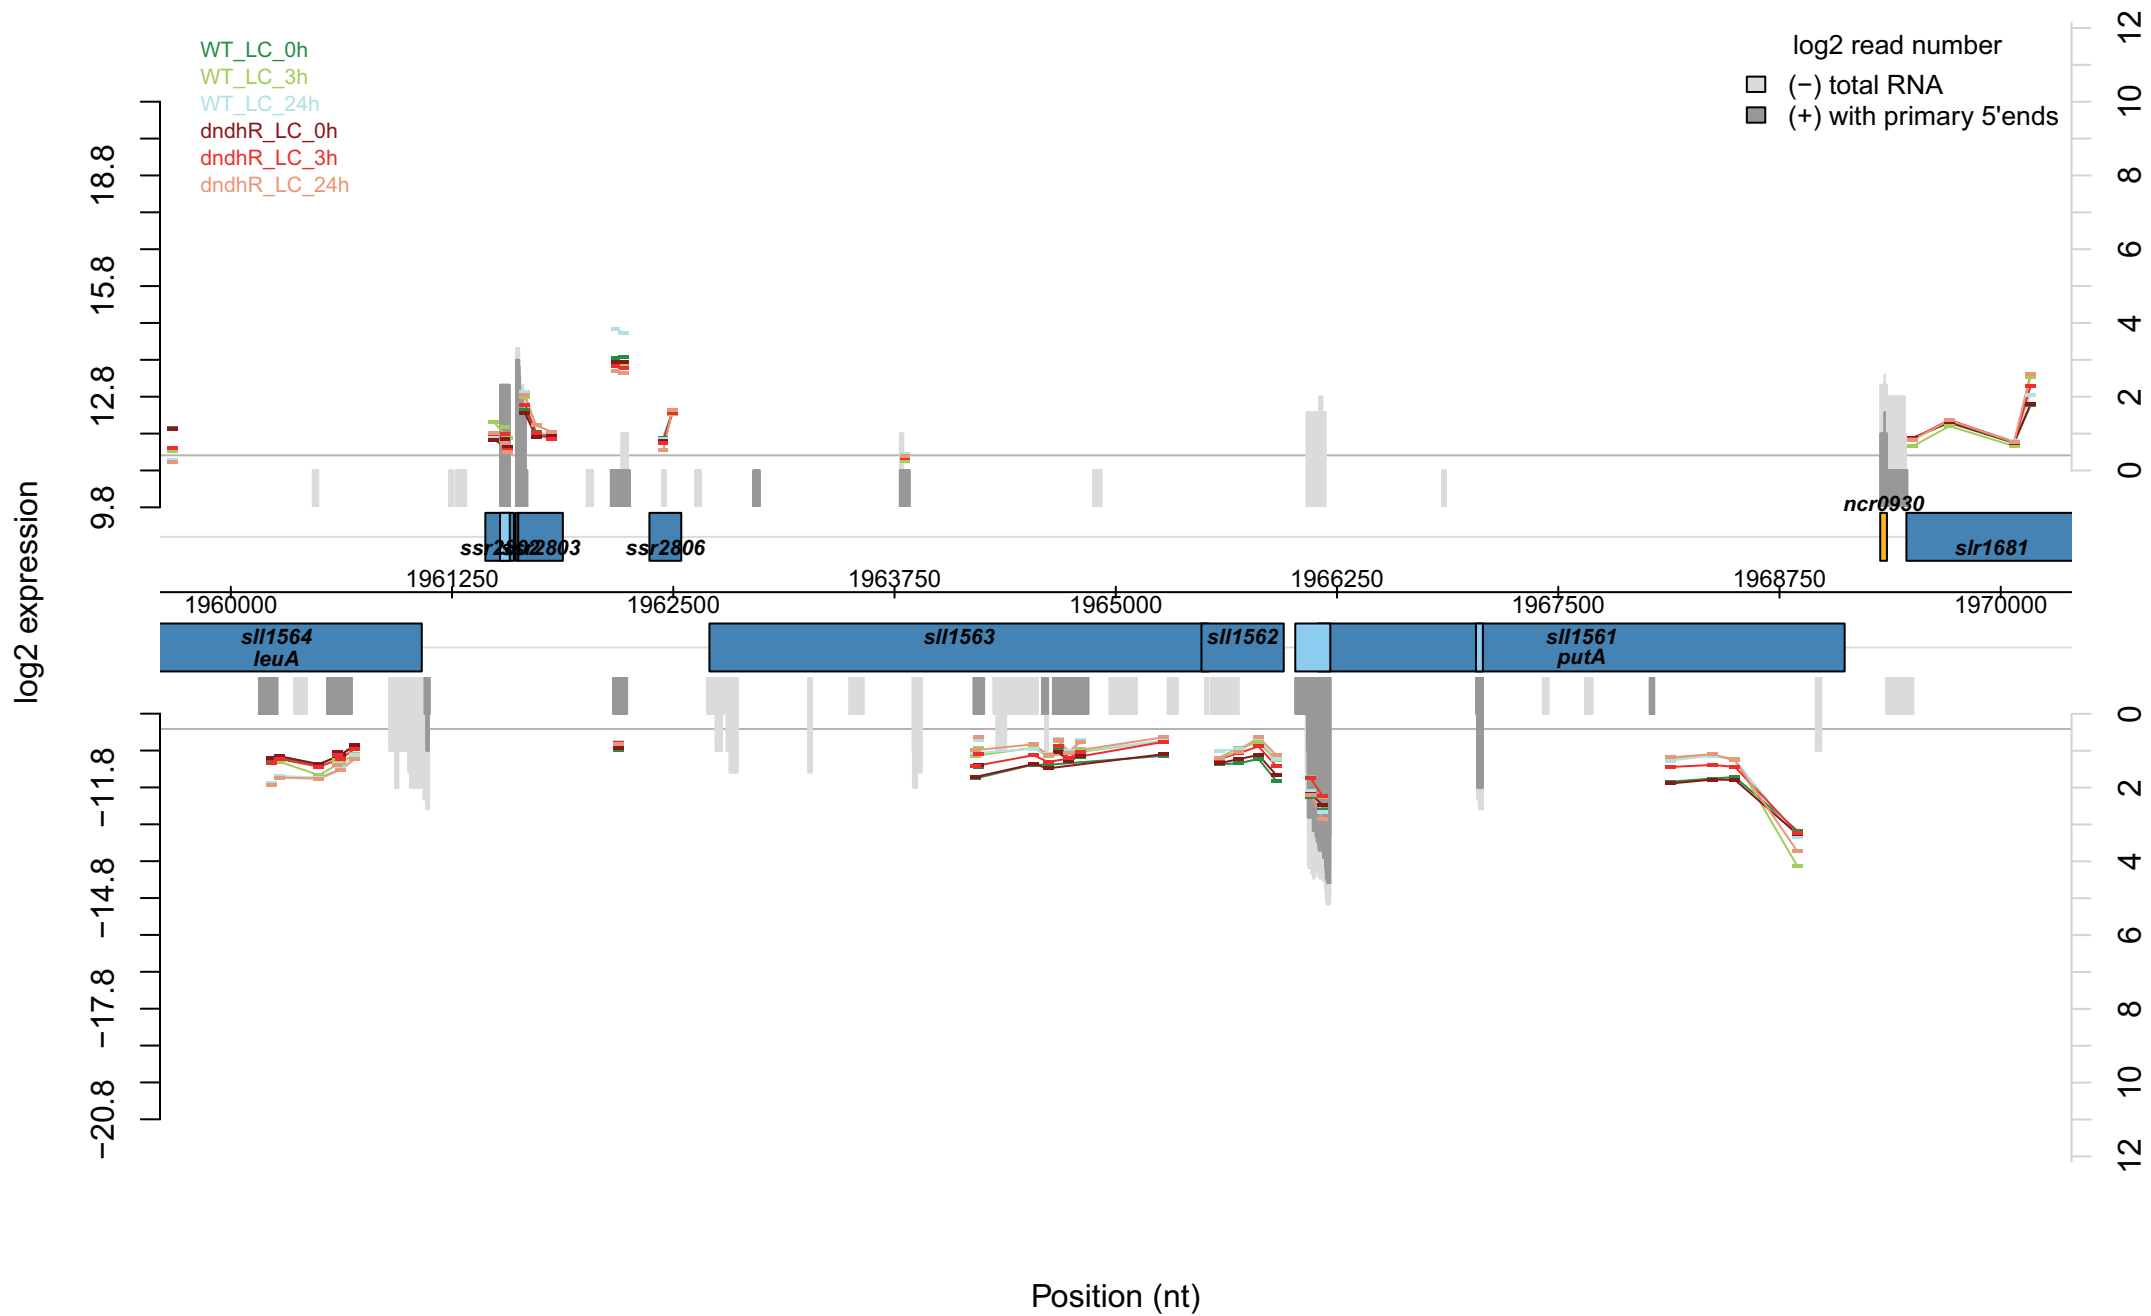 WT_LC_0h
WT_LC_3h
WT_LC_24h
dndhR_LC_0h
dndhR_LC_3h
dndhR_LC_24h
log2 read number
(−) total RNA
(+) with primary 5'ends
log2 expression
18.8
15.8
12.8
9.8
12
10
8
6
4
2
0
ncr0930
ssr2803
ssr2806
slr1681
1961250
1963750
1966250
1968750
1960000
1962500
1965000
1967500
1970000
sll1564
leuA
sll1563
sll1562
sll1561
putA
−11.8
−14.8
−17.8
−20.8
0
2
4
6
8
10
12
Position (nt)